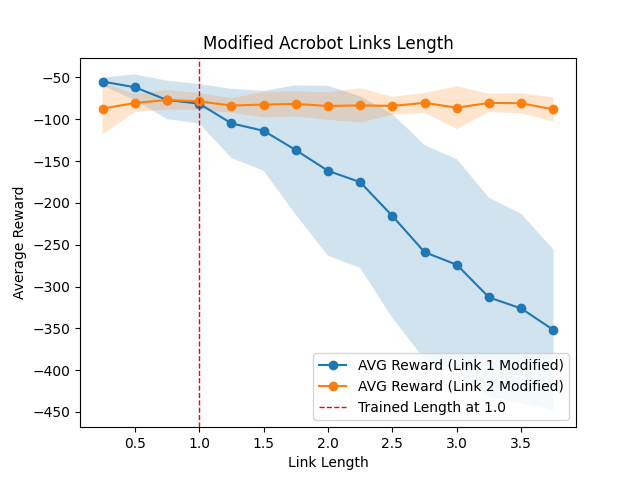 Modified Acrobot Links Length
Average Reward
−50
−100
−150
−200
−250
−300
−350
−400
−450
AVG Reward (Link 1 Modified)
AVG Reward (Link 2 Modified)
Trained Length at 1.0
0.5 1.0 1.5 2.0 2.5 3.0 3.5
Link Length